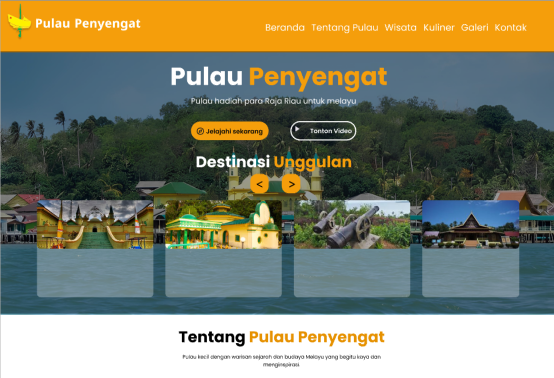 Pulau Penyengat
Beranda Tentang Pulau Wisata Kuliner Galeri Kontak
Pulau Penyengat
Pulau hadiah para Raja Riau untuk melayu
Jelajahi sekarang
Tonton Video
Destinasi Unggulan
< >
Tentang Pulau Penyengat
Pulau kecil dengan warisan sejarah dan budaya Melayu yang begitu kaya dan
menginspirasi.